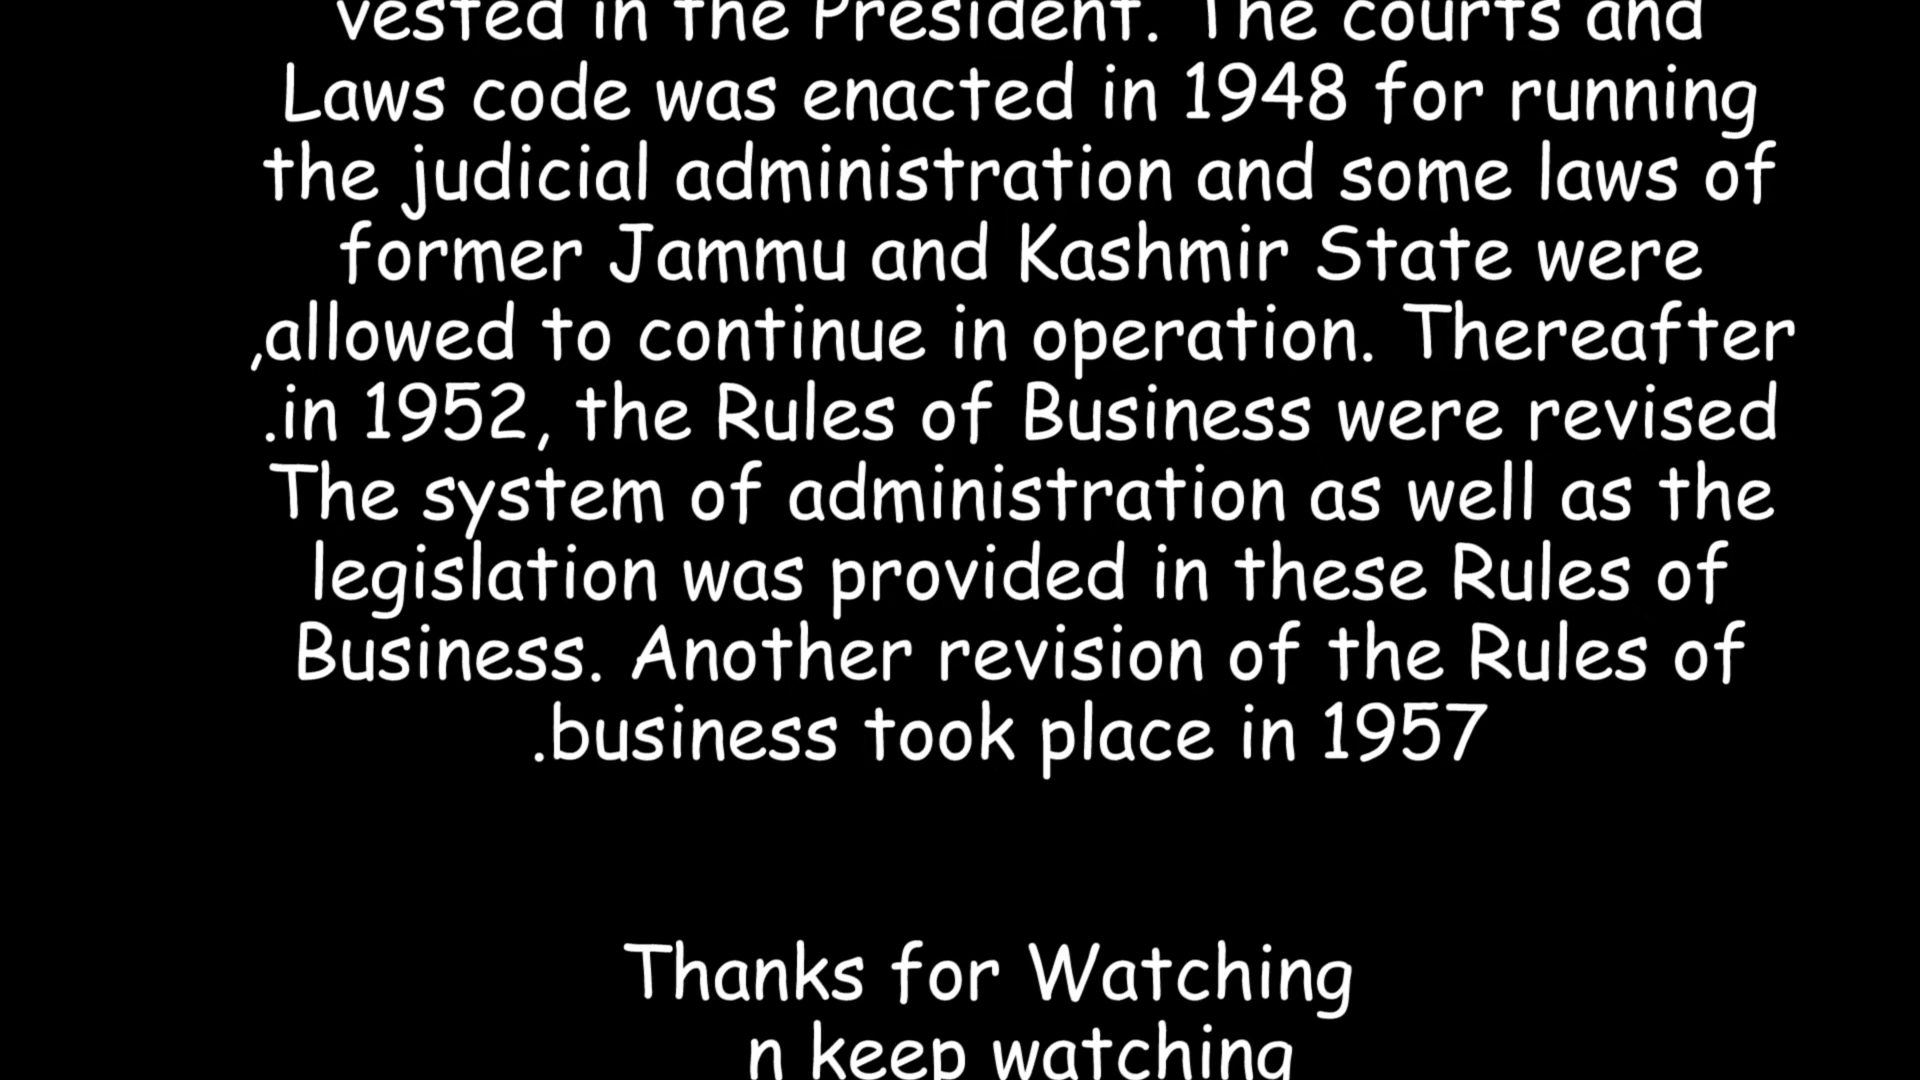 vested in the President. The courts and
Laws code was enacted in 1948 for running
the judicial administration and some laws of
former Jammu and Kashmir State were
,allowed to continue in operation. Thereafter
.in 1952, the Rules of Business were revised
The system of administration as well as the
legislation was provided in these Rules of
Business. Another revision of the Rules of
.business took place in 1957
Thanks for Watching
n keep watching